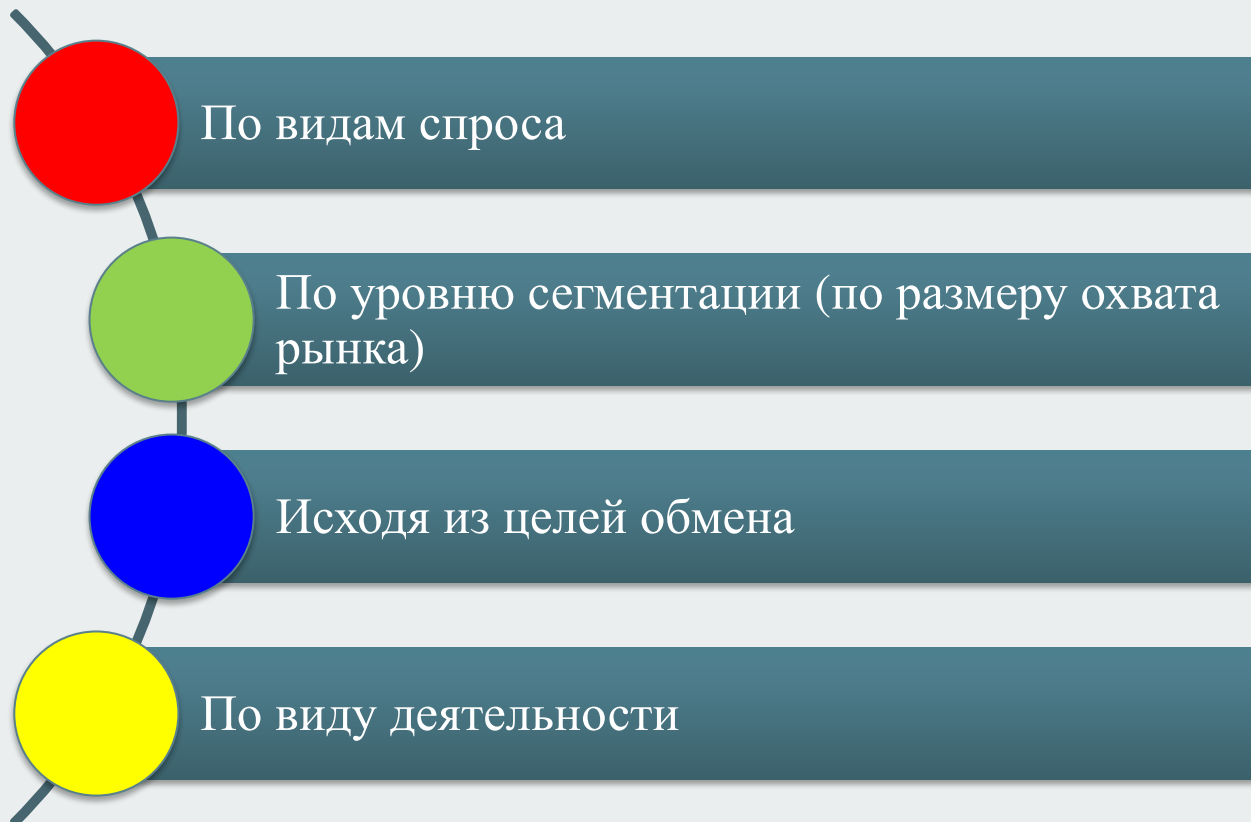 По видам спроса
По уровню сегментации (по размеру охвата
рынка)
Исходя из целей обмена
По виду деятельности